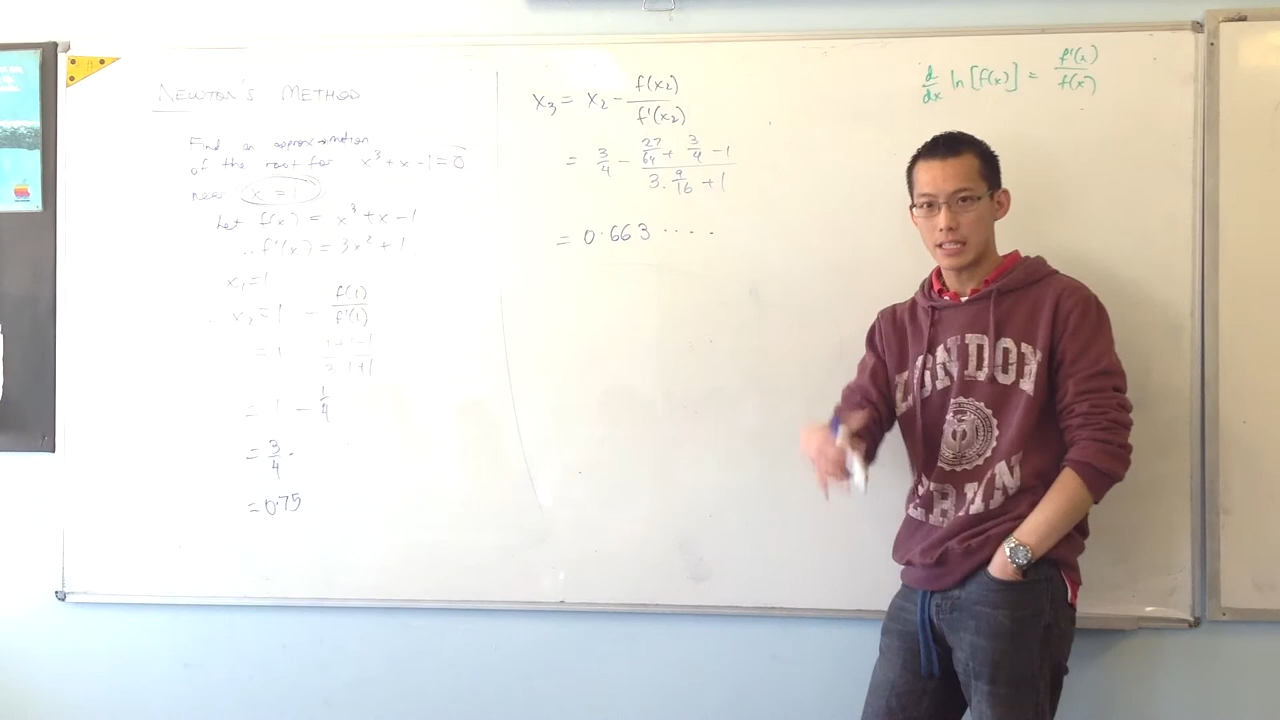 NEWTON'S METHOD
Find an approximation
of the root for x³ + x - 1 = 0
near x = 1
Let f(x) = x³ + x - 1
∴ f'(x) = 3x² + 1
x₁ = 1
x₂ = 1 - f(1)/f'(1)
= 1 - (1+1-1)/(3.1+1)
= 1 - 1/4
= 3/4.
= 0.75
x₃ = x₂ - f(x₂)/f'(x₂)
= 3/4 - (27/64 + 3/4 - 1)/(3. 9/16 + 1)
= 0.663 .....
d/dx ln[f(x)] = f'(x)/f(x)
LONDON